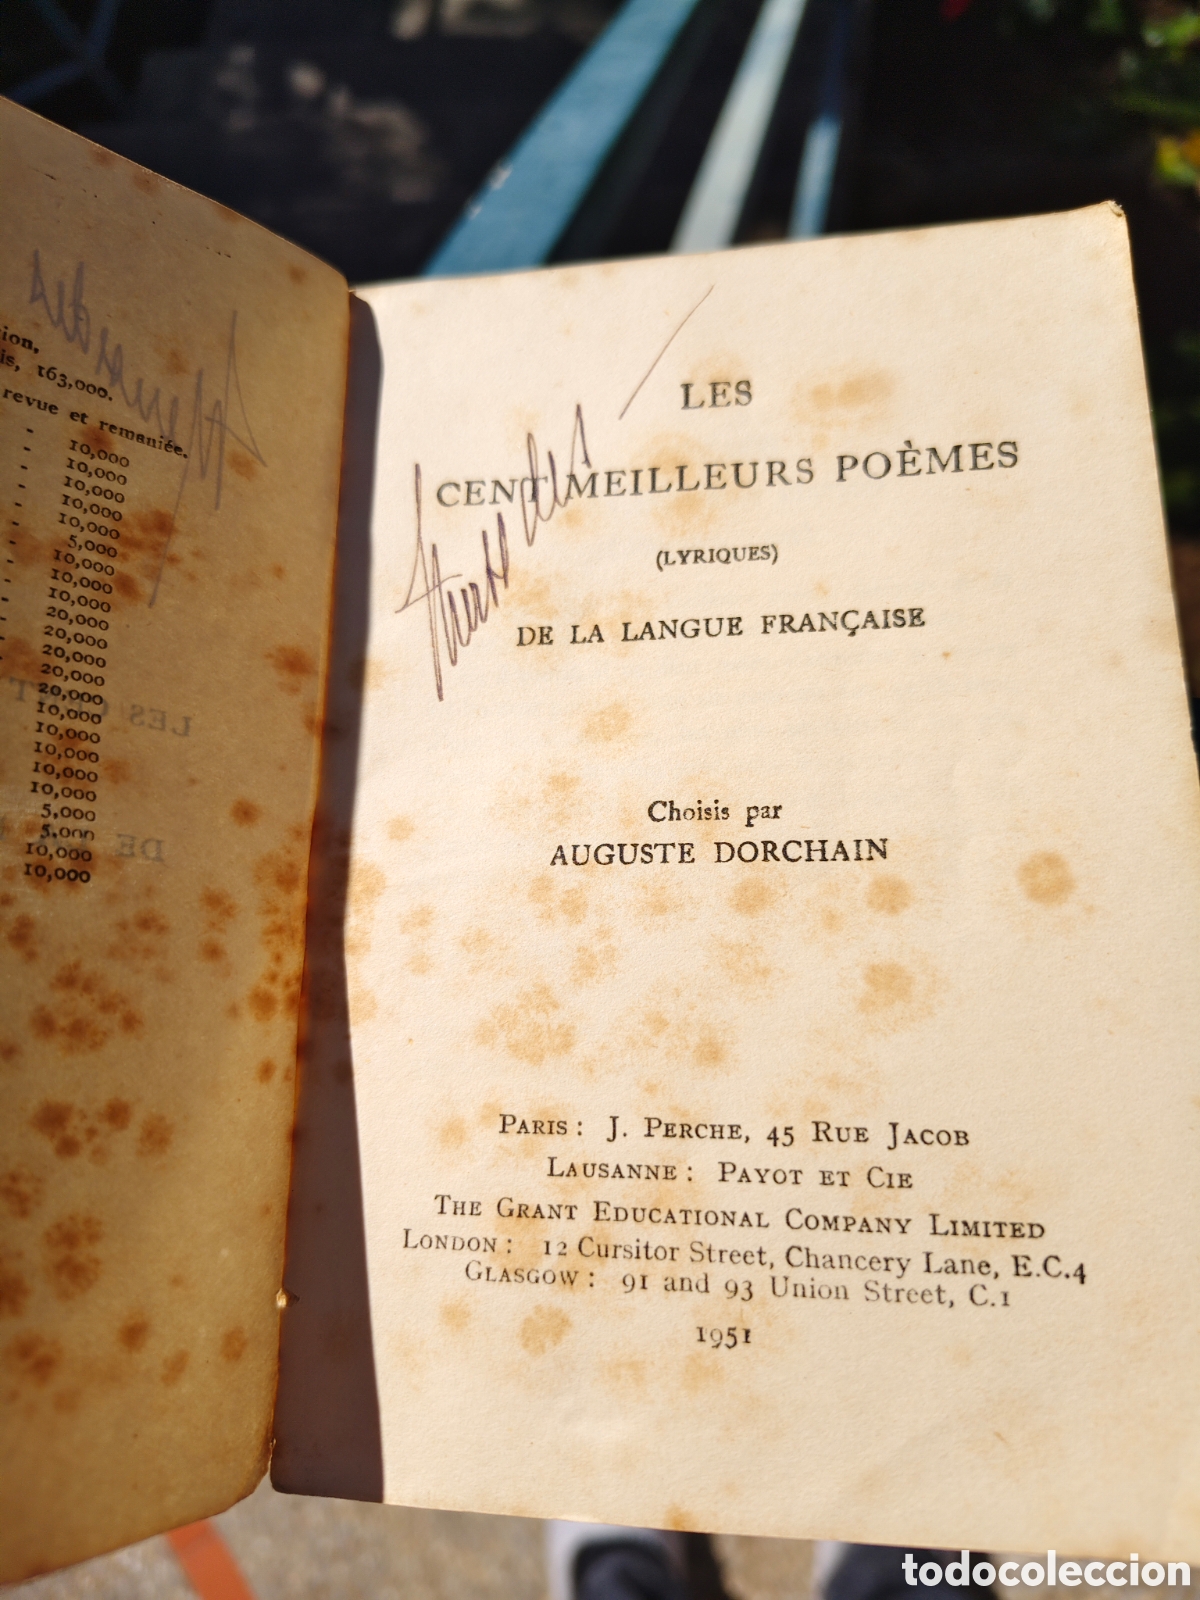 ion,
is, 163,000.
revue et remaniée.
- 10,000
- 10,000
- 10,000
- 10,000
- 10,000
- 5,000
- 10,000
- 10,000
- 10,000
- 20,000
- 20,000
- 20,000
20,000
20,000
10,000
10,000
10,000
10,000
10,000
5,000
5,000
10,000
10,000
LES
CENT MEILLEURS POÈMES
(LYRIQUES)
DE LA LANGUE FRANÇAISE
Choisis par
AUGUSTE DORCHAIN
PARIS: J. PERCHE, 45 RUE JACOB
LAUSANNE: PAYOT ET CIE
THE GRANT EDUCATIONAL COMPANY LIMITED
LONDON: 12 Cursitor Street, Chancery Lane, E.C.4
GLASGOW: 91 and 93 Union Street, C.1
1951
todocoleccion